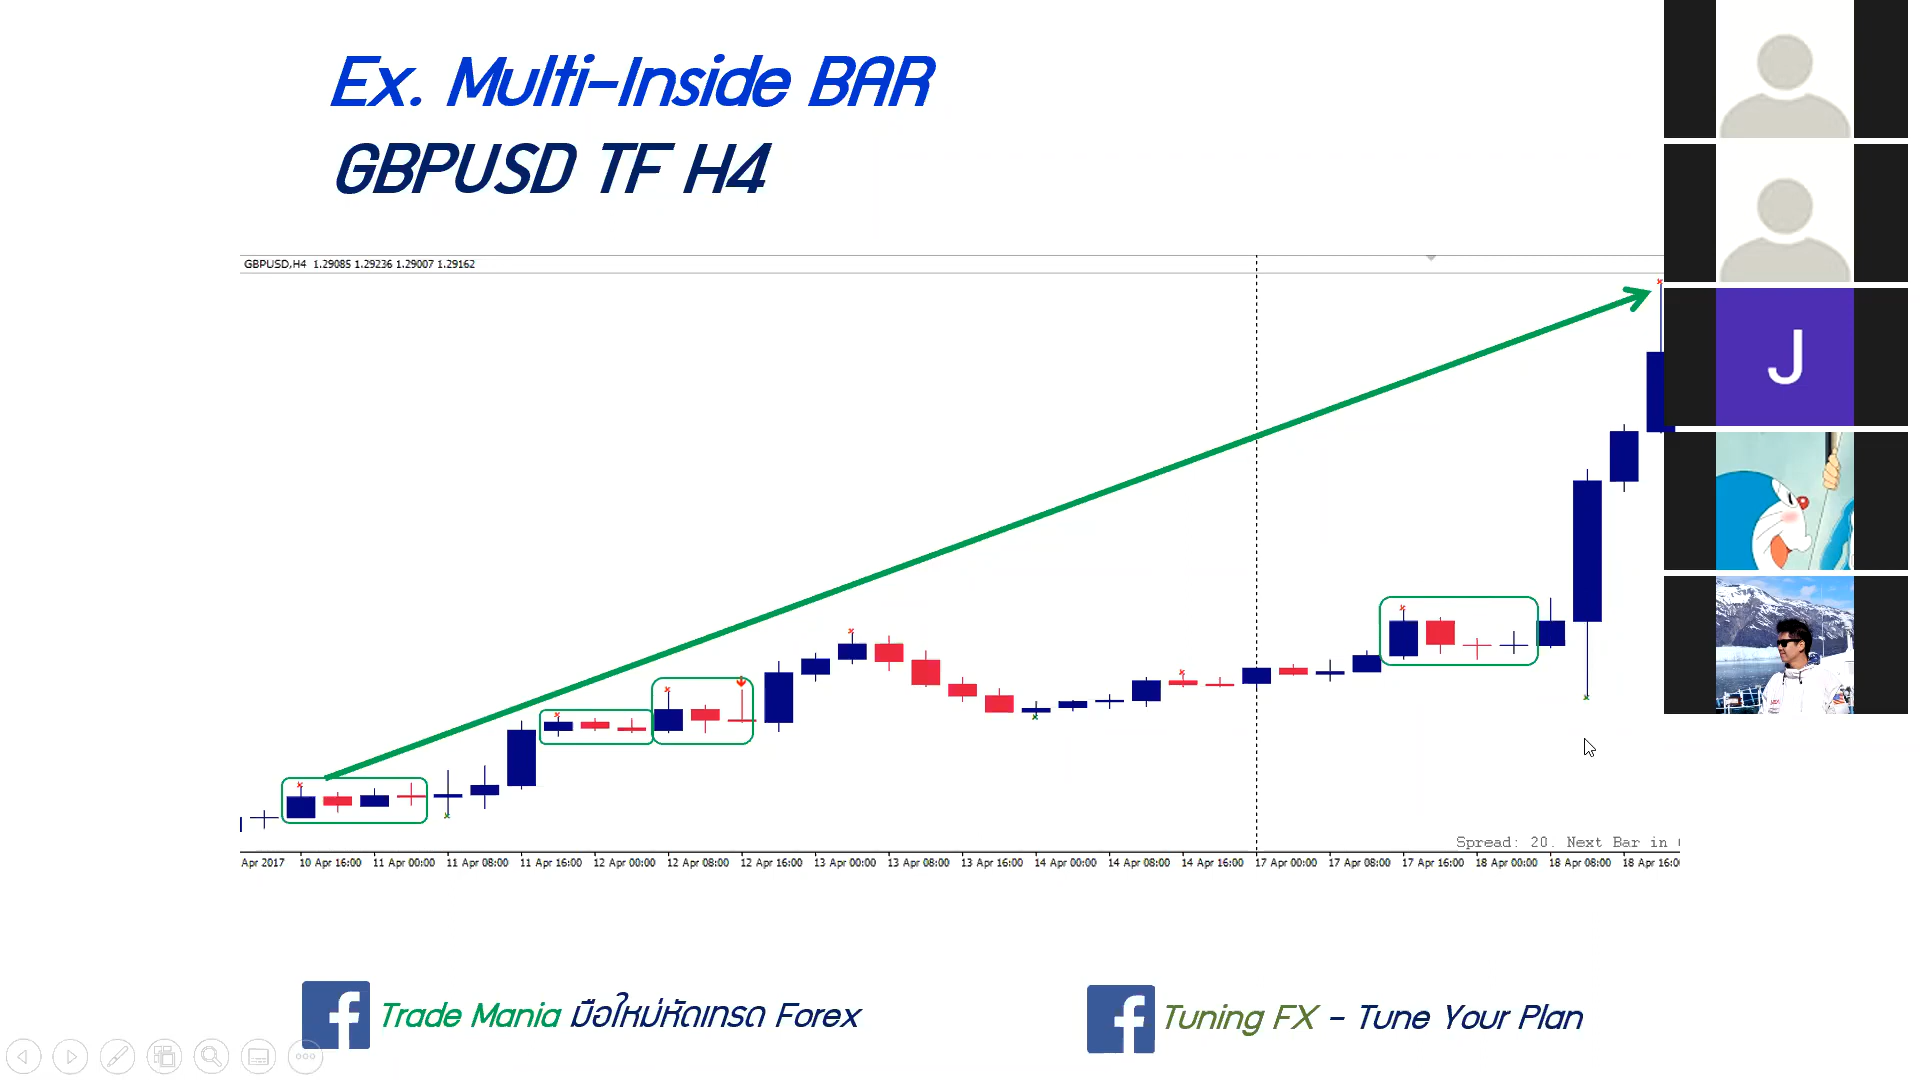 Ex. Multi-Inside BAR
GBPUSD TF H4
GBPUSD,H4 1.29085 1.29236 1.29007 1.29162
J
Spread: 20. Next Bar in
Apr 2017 10 Apr 16:00 11 Apr 00:00 11 Apr 08:00 11 Apr 16:00 12 Apr 00:00 12 Apr 08:00 12 Apr 16:00 13 Apr 00:00 13 Apr 08:00 13 Apr 16:00 14 Apr 00:00 14 Apr 08:00 14 Apr 16:00 17 Apr 00:00 17 Apr 08:00 17 Apr 16:00 18 Apr 00:00 18 Apr 08:00 18 Apr 16:00
f Trade Mania มือใหม่หัดเทรด Forex
f Tuning FX - Tune Your Plan